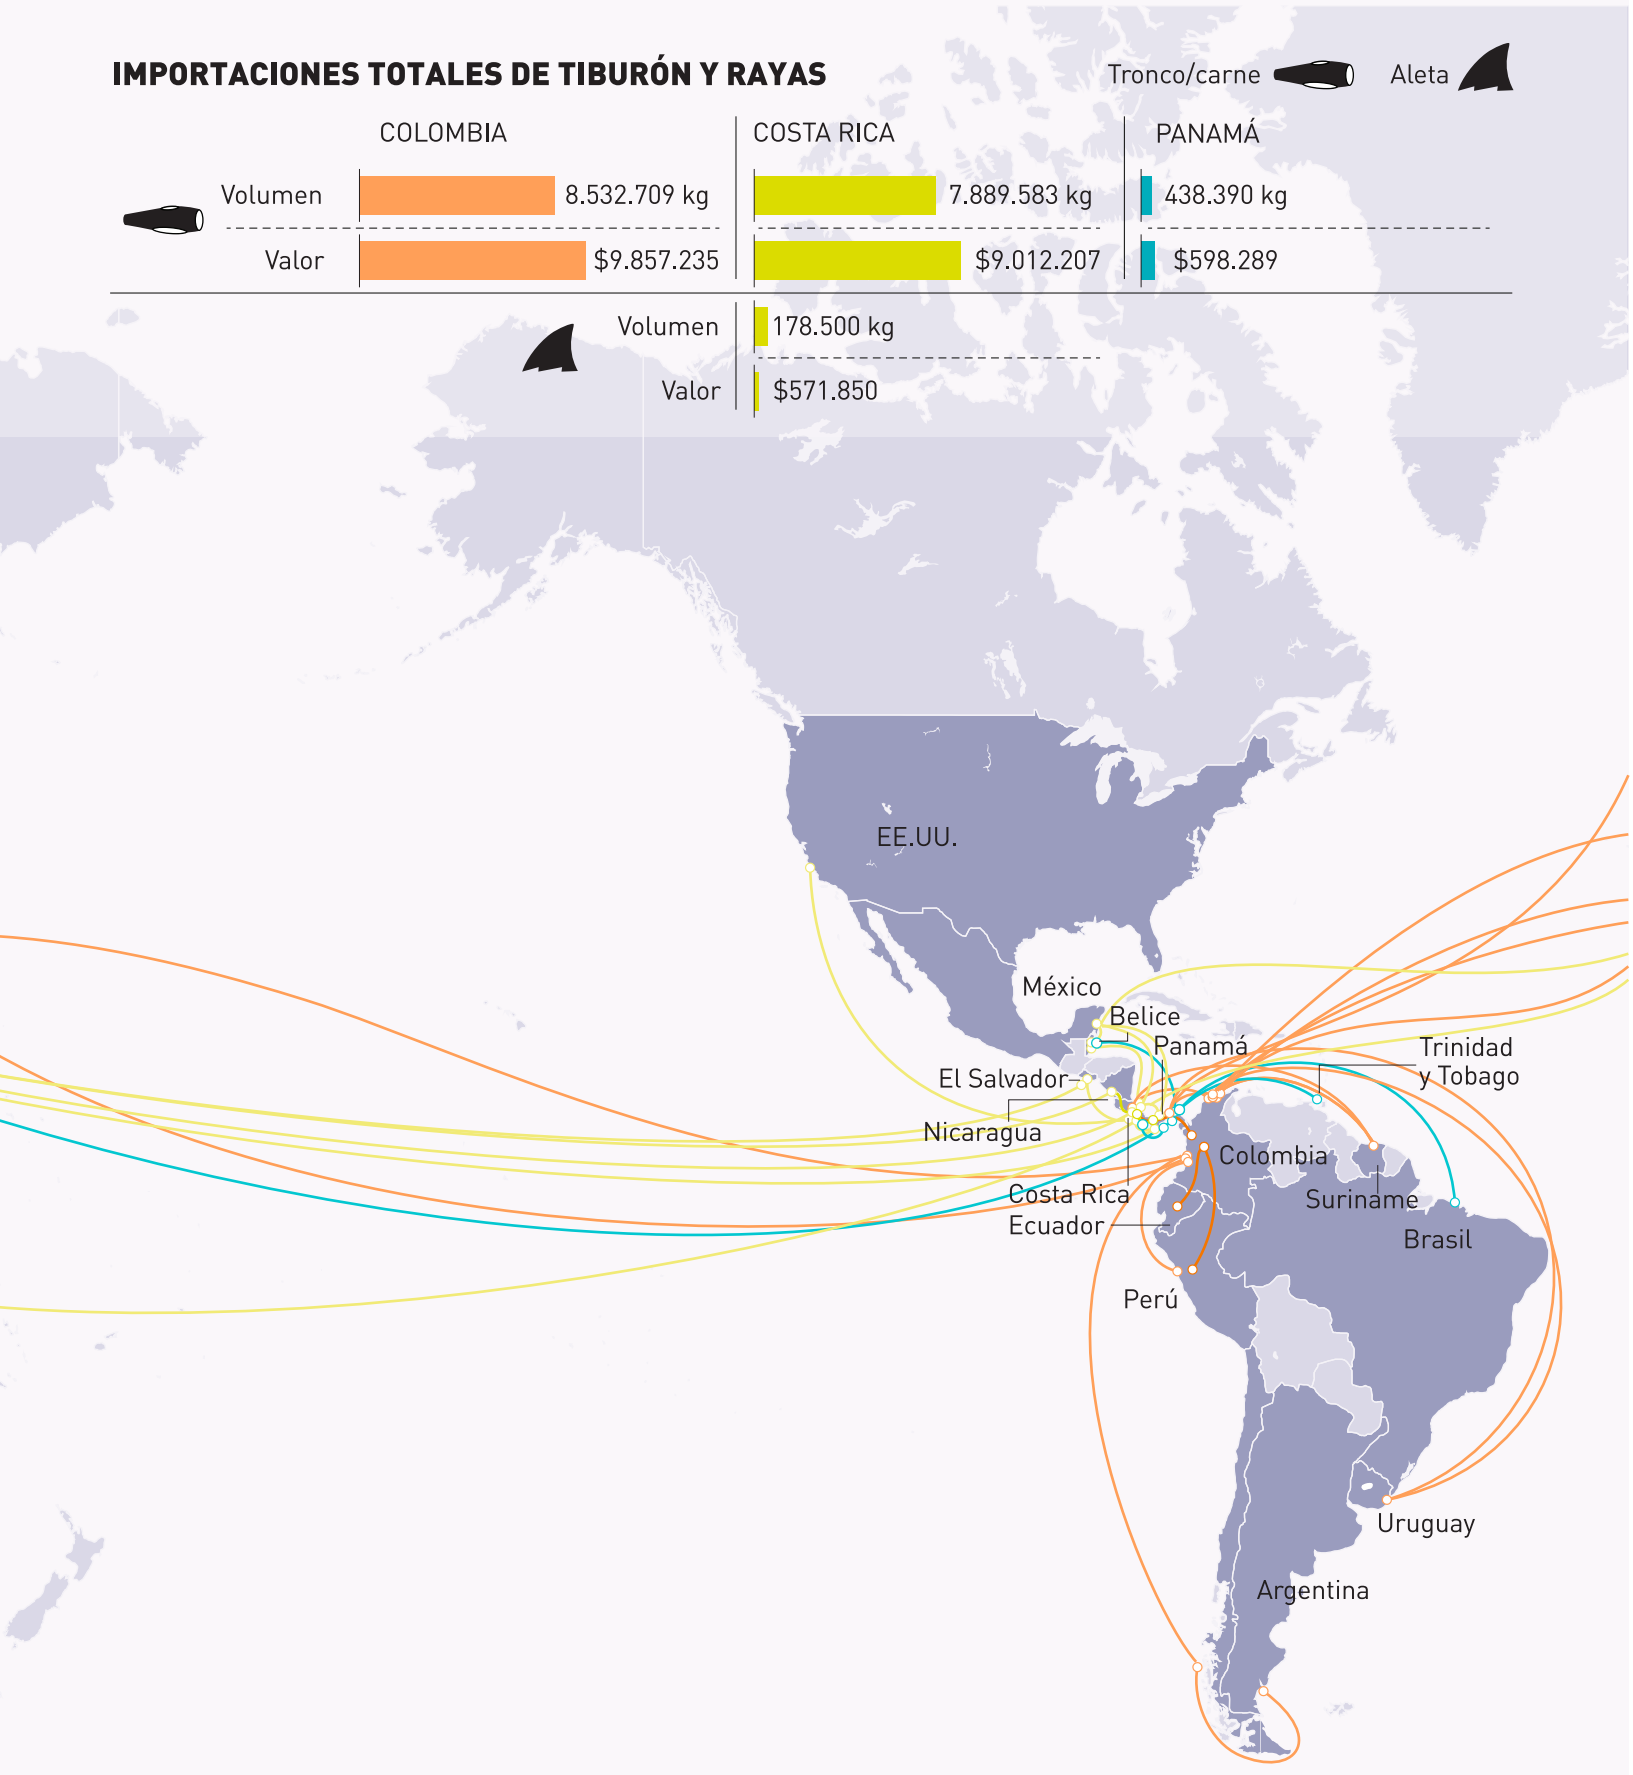 IMPORTACIONES TOTALES DE TIBURÓN Y RAYAS
Tronco/carne
Aleta
COLOMBIA
COSTA RICA
PANAMÁ
Volumen
8.532.709 kg
7.889.583 kg
438.390 kg
Valor
$9.857.235
$9.012.207
$598.289
Volumen
178.500 kg
Valor
$571.850
EE.UU.
México
Belice
Panamá
Trinidad
y Tobago
El Salvador
Nicaragua
Colombia
Costa Rica
Suriname
Ecuador
Brasil
Perú
Uruguay
Argentina